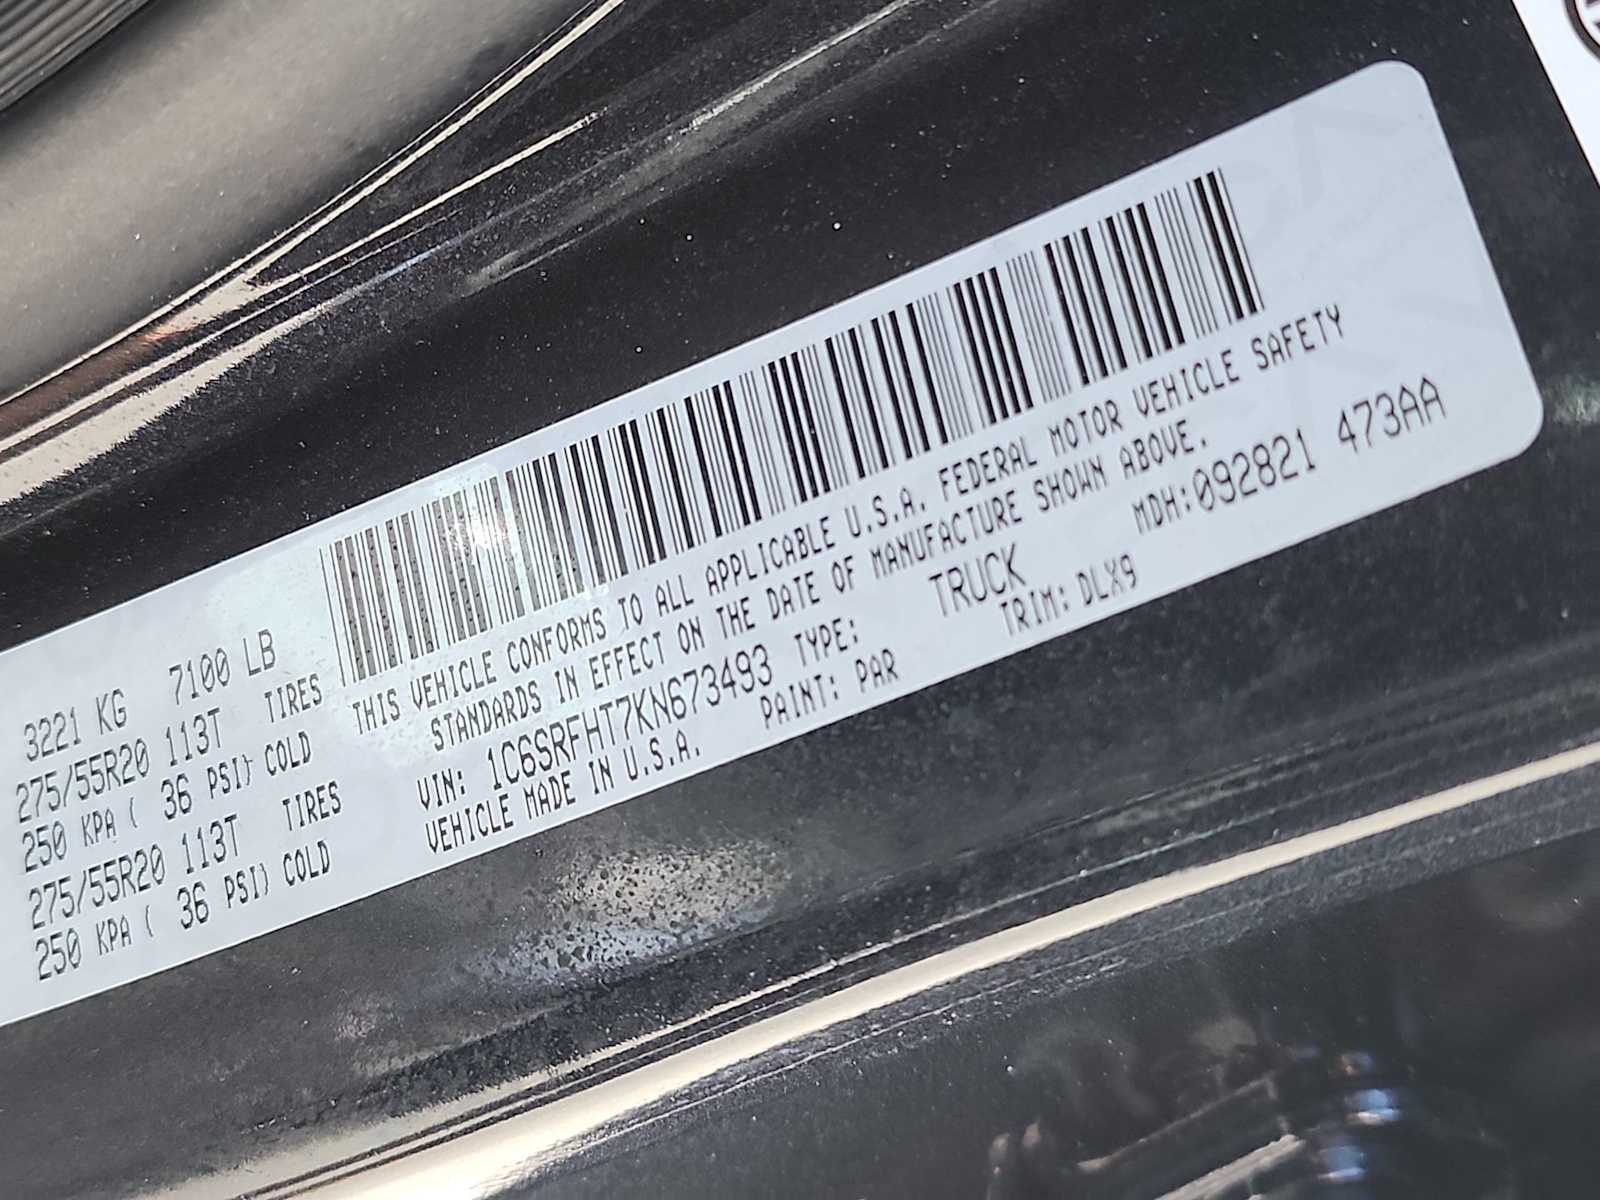 3221 KG 7100 LB
275/55R20 113T TIRES
250 KPA ( 36 PSI) COLD
275/55R20 113T TIRES
250 KPA ( 36 PSI) COLD
THIS VEHICLE CONFORMS TO ALL APPLICABLE U.S.A. FEDERAL MOTOR VEHICLE SAFETY
STANDARDS IN EFFECT ON THE DATE OF MANUFACTURE SHOWN ABOVE.
VIN: 1C6SRFHT7KN673493 TYPE: TRUCK MDH:092821 473AA
VEHICLE MADE IN U.S.A. PAINT: PAR TRIM: DLX9